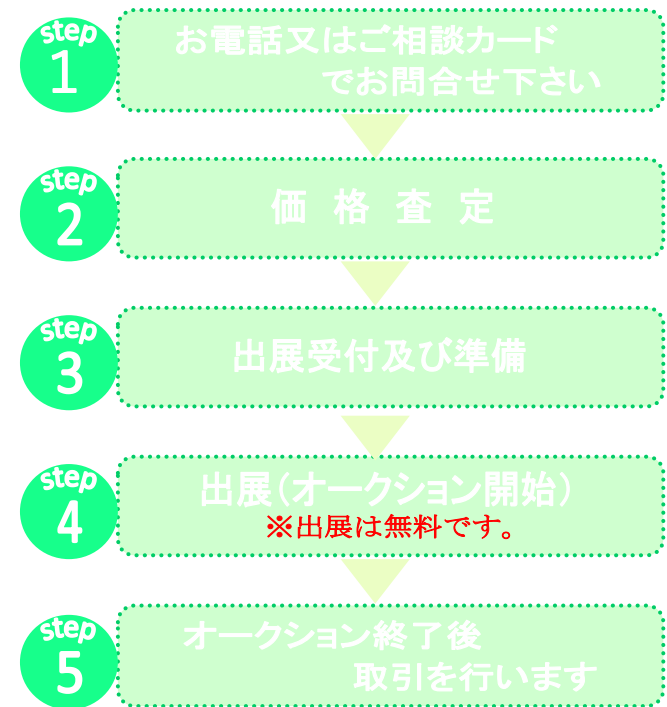 step
1
お電話又はご相談カード
でお問合せ下さい
step
2
価 格 査 定
step
3
出展受付及び準備
step
4
出展(オークション開始)
※出展は無料です。
step
5
オークション終了後
取引を行います